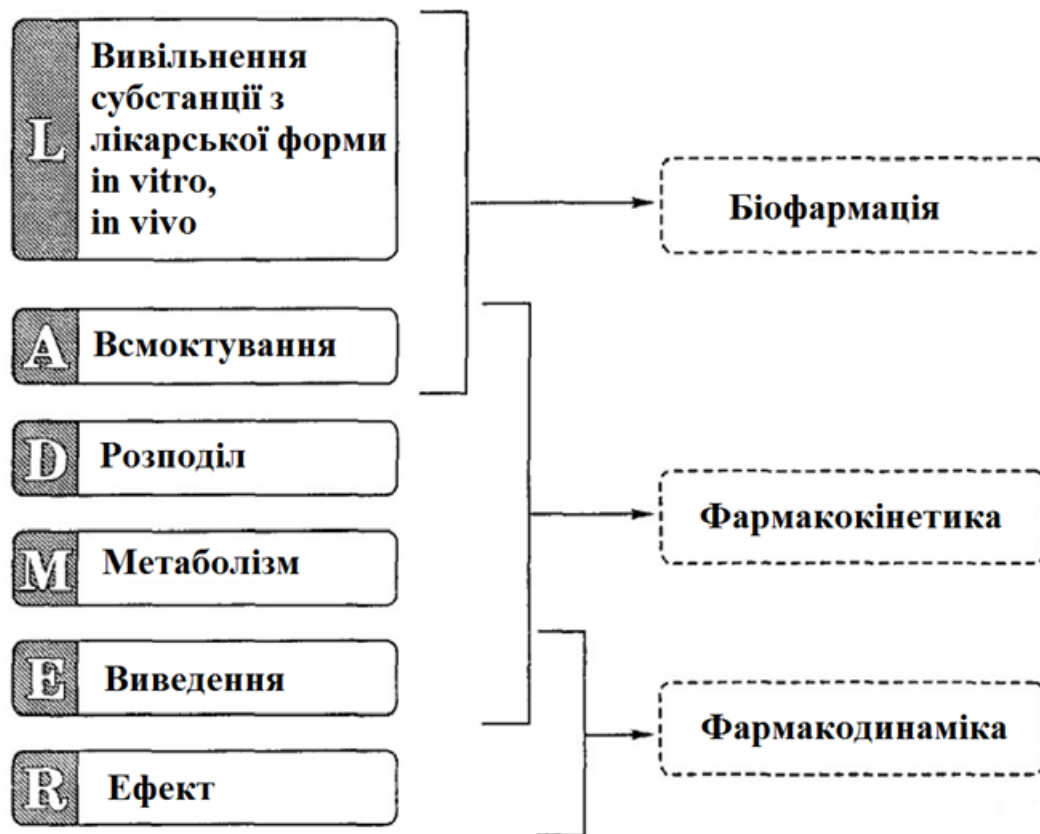 L
Вивільнення
субстанції з
лікарської форми
in vitro,
in vivo
Біофармація
A
Всмоктування
D
Розподіл
M
Метаболізм
Фармакокінетика
E
Виведення
Фармакодинаміка
R
Ефект